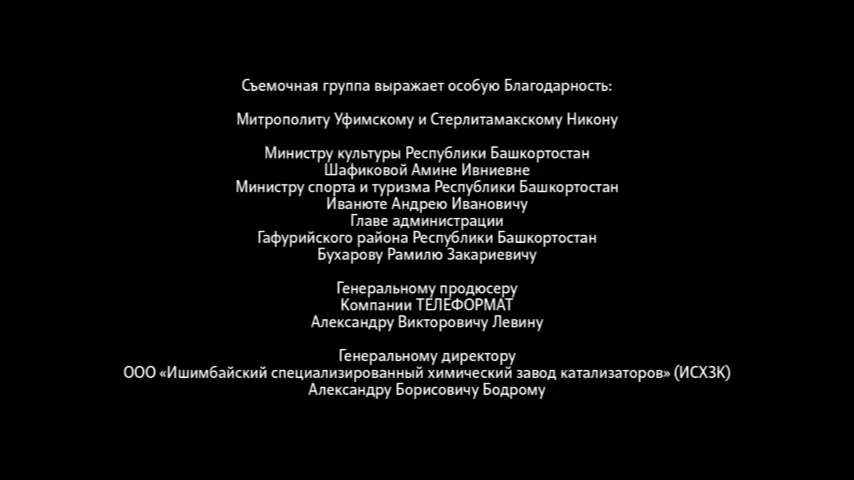 Съемочная группа выражает особую Благодарность:
Митрополиту Уфимскому и Стерлитамакскому Никону
Министру культуры Республики Башкортостан
Шафиковой Амине Ивниевне
Министру спорта и туризма Республики Башкортостан
Иванюте Андрею Ивановичу
Главе администрации
Гафурийского района Республики Башкортостан
Бухарову Рамилю Закариевичу
Генеральному продюсеру
Компании ТЕЛЕФОРМАТ
Александру Викторовичу Левину
Генеральному директору
ООО «Ишимбайский специализированный химический завод катализаторов» (ИСХЗК)
Александру Борисовичу Бодрому